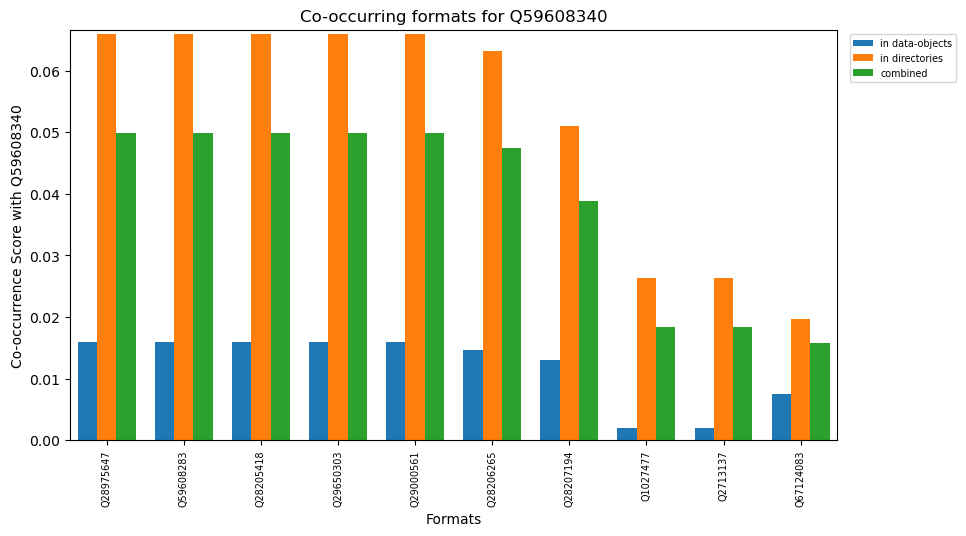 Co-occurring formats for Q59608340
in data-objects
in directories
combined
Co-occurrence Score with Q59608340
0.06
0.05
0.04
0.03
0.02
0.01
0.00
Q28975647
Q59608283
Q28205418
Q29650303
Q29000561
Q28206265
Q28207194
Q1027477
Q2713137
Q67124083
Formats